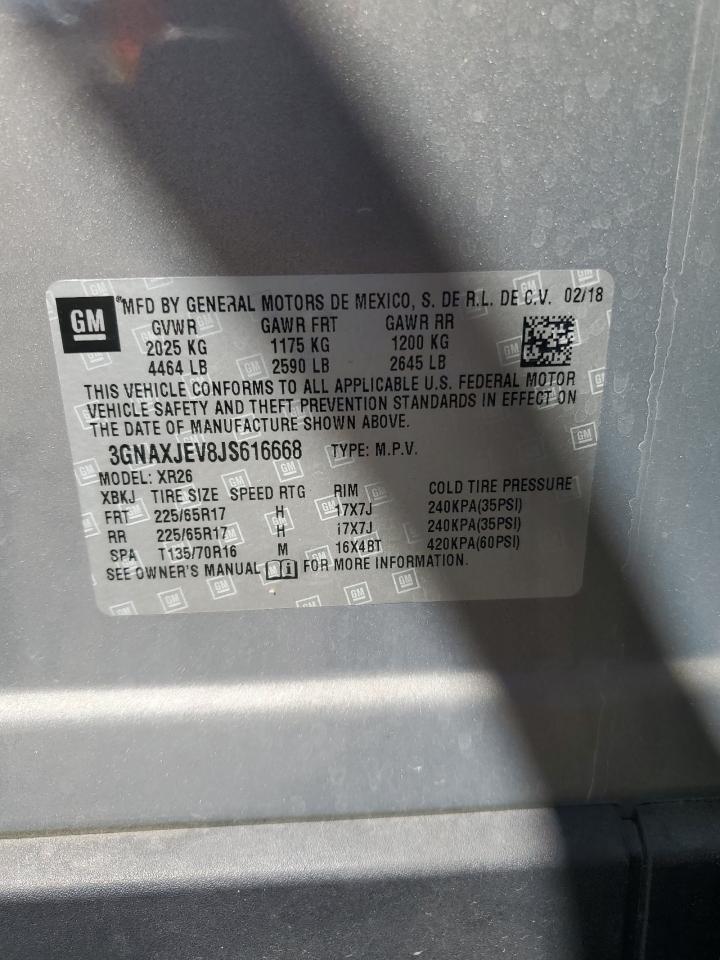 GM
MFD BY GENERAL MOTORS DE MEXICO, S. DE R.L. DE C.V. 02/18
GVWR GAWR FRT GAWR RR
2025 KG 1175 KG 1200 KG
4464 LB 2590 LB 2645 LB
THIS VEHICLE CONFORMS TO ALL APPLICABLE U.S. FEDERAL MOTOR
VEHICLE SAFETY AND THEFT PREVENTION STANDARDS IN EFFECT ON
THE DATE OF MANUFACTURE SHOWN ABOVE.
3GNAXJEV8JS616668 TYPE: M.P.V.
MODEL: XR26
XBKJ TIRE SIZE SPEED RTG RIM COLD TIRE PRESSURE
FRT 225/65R17 H 17X7J 240KPA(35PSI)
RR 225/65R17 H 17X7J 240KPA(35PSI)
SPA T135/70R16 M 16X4BT 420KPA(60PSI)
SEE OWNER'S MANUAL i FOR MORE INFORMATION.